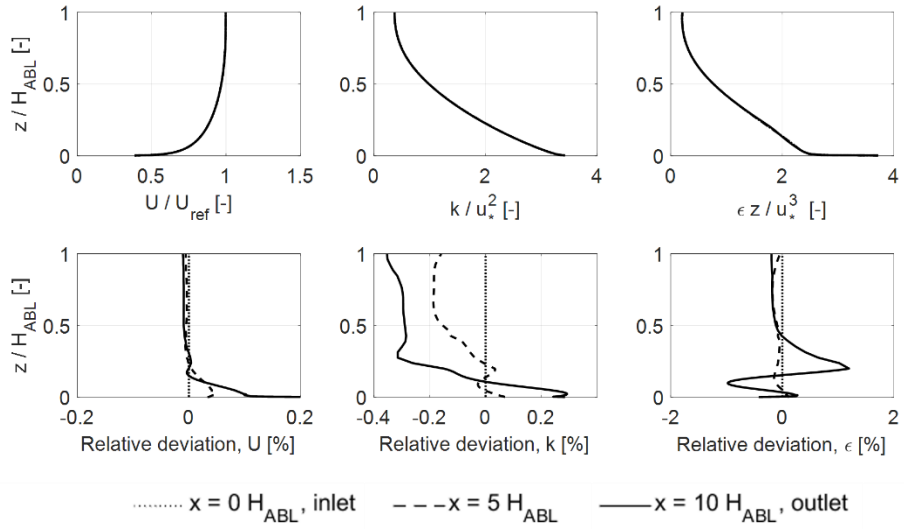 z / H_ABL [-]
1
0.5
0
0 0.5 1 1.5
U / U_ref [-]
1
0.5
0
0 2 4
k / u_*^2 [-]
1
0.5
0
0 2 4
ϵ z / u_*^3 [-]
z / H_ABL [-]
1
0.5
0
-0.2 0 0.2
Relative deviation, U [%]
1
0.5
0
-0.4 -0.2 0 0.2
Relative deviation, k [%]
1
0.5
0
-2 0 2
Relative deviation, ϵ [%]
x = 0 H_ABL, inlet x = 5 H_ABL x = 10 H_ABL, outlet